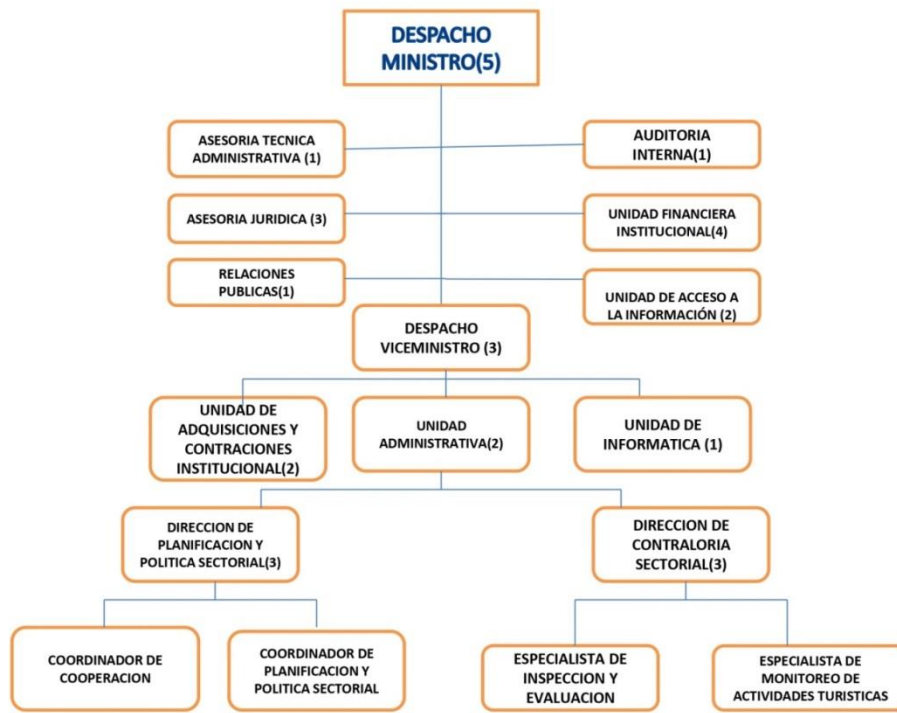 DESPACHO
MINISTRO(5)
ASESORIA TECNICA
ADMINISTRATIVA (1)
AUDITORIA
INTERNA(1)
ASESORIA JURIDICA (3)
UNIDAD FINANCIERA
INSTITUCIONAL(4)
RELACIONES
PUBLICAS(1)
UNIDAD DE ACCESO A
LA INFORMACIÓN (2)
DESPACHO
VICEMINISTRO (3)
UNIDAD DE
ADQUISICIONES Y
CONTRACIONES
INSTITUCIONAL(2)
UNIDAD
ADMINISTRATIVA(2)
UNIDAD DE
INFORMATICA (1)
DIRECCION DE
PLANIFICACION Y
POLITICA SECTORIAL(3)
DIRECCION DE
CONTRALORIA
SECTORIAL(3)
COORDINADOR DE
COOPERACION
COORDINADOR DE
PLANIFICACION Y
POLITICA SECTORIAL
ESPECIALISTA DE
INSPECCION Y
EVALUACION
ESPECIALISTA DE
MONITOREO DE
ACTIVIDADES TURISTICAS